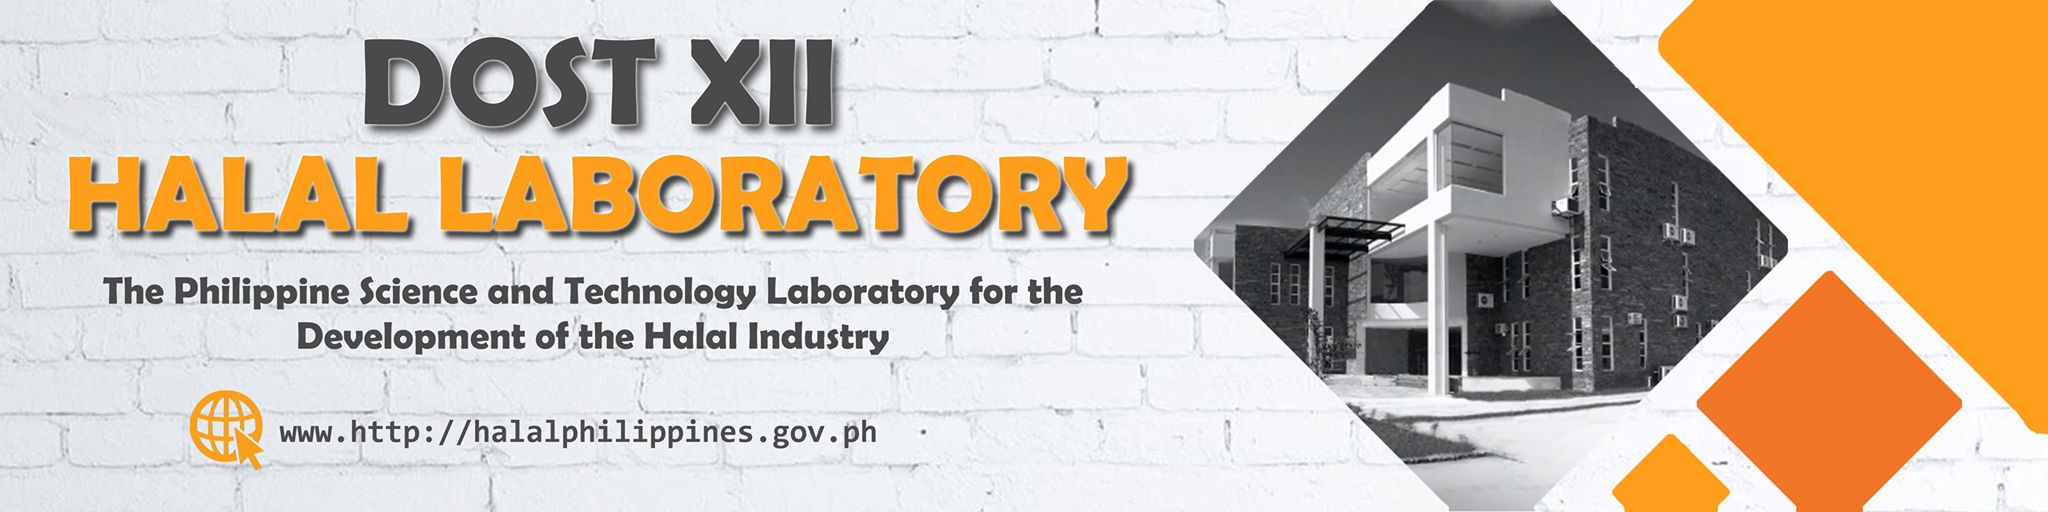 DOST XII
HALAL LABORATORY
The Philippine Science and Technology Laboratory for the
Development of the Halal Industry
www.http://halalphilippines.gov.ph